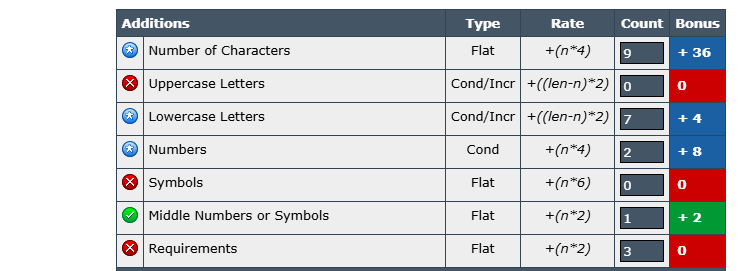 Additions Type Rate Count Bonus
Number of Characters Flat +(n*4) 9 + 36
Uppercase Letters Cond/Incr +((len-n)*2) 0 0
Lowercase Letters Cond/Incr +((len-n)*2) 7 + 4
Numbers Cond +(n*4) 2 + 8
Symbols Flat +(n*6) 0 0
Middle Numbers or Symbols Flat +(n*2) 1 + 2
Requirements Flat +(n*2) 3 0